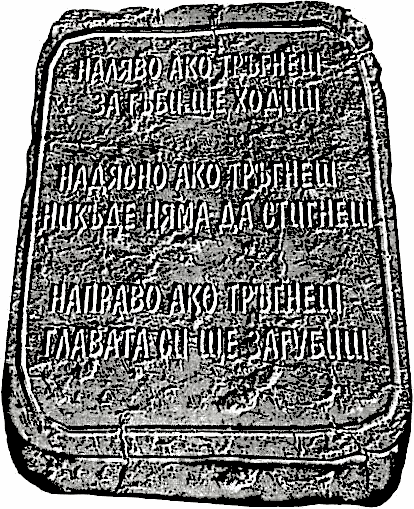 НАЛЯВО АКО ТРЪГНЕШ
ЗА ГЪБИ ЩЕ ХОДИШ
НАДЯСНО АКО ТРЪГНЕШ
НИКЪДЕ НЯМА ДА СТИГНЕШ
НАПРАВО АКО ТРЪГНЕШ
ГЛАВАТА СИ ЩЕ ЗАРУБИШ